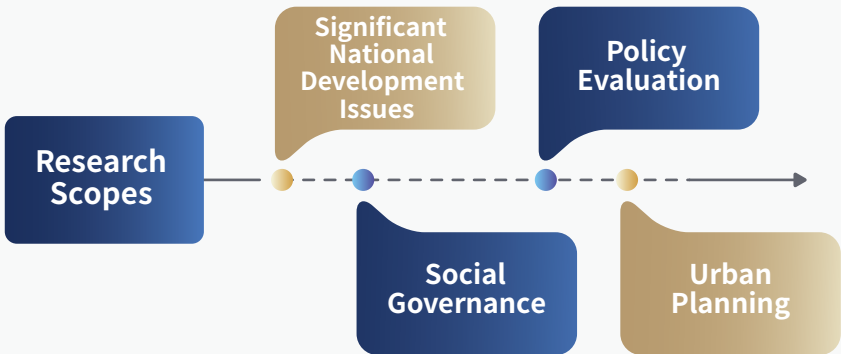 Research
Scopes
Significant
National
Development
Issues
Social
Governance
Policy
Evaluation
Urban
Planning